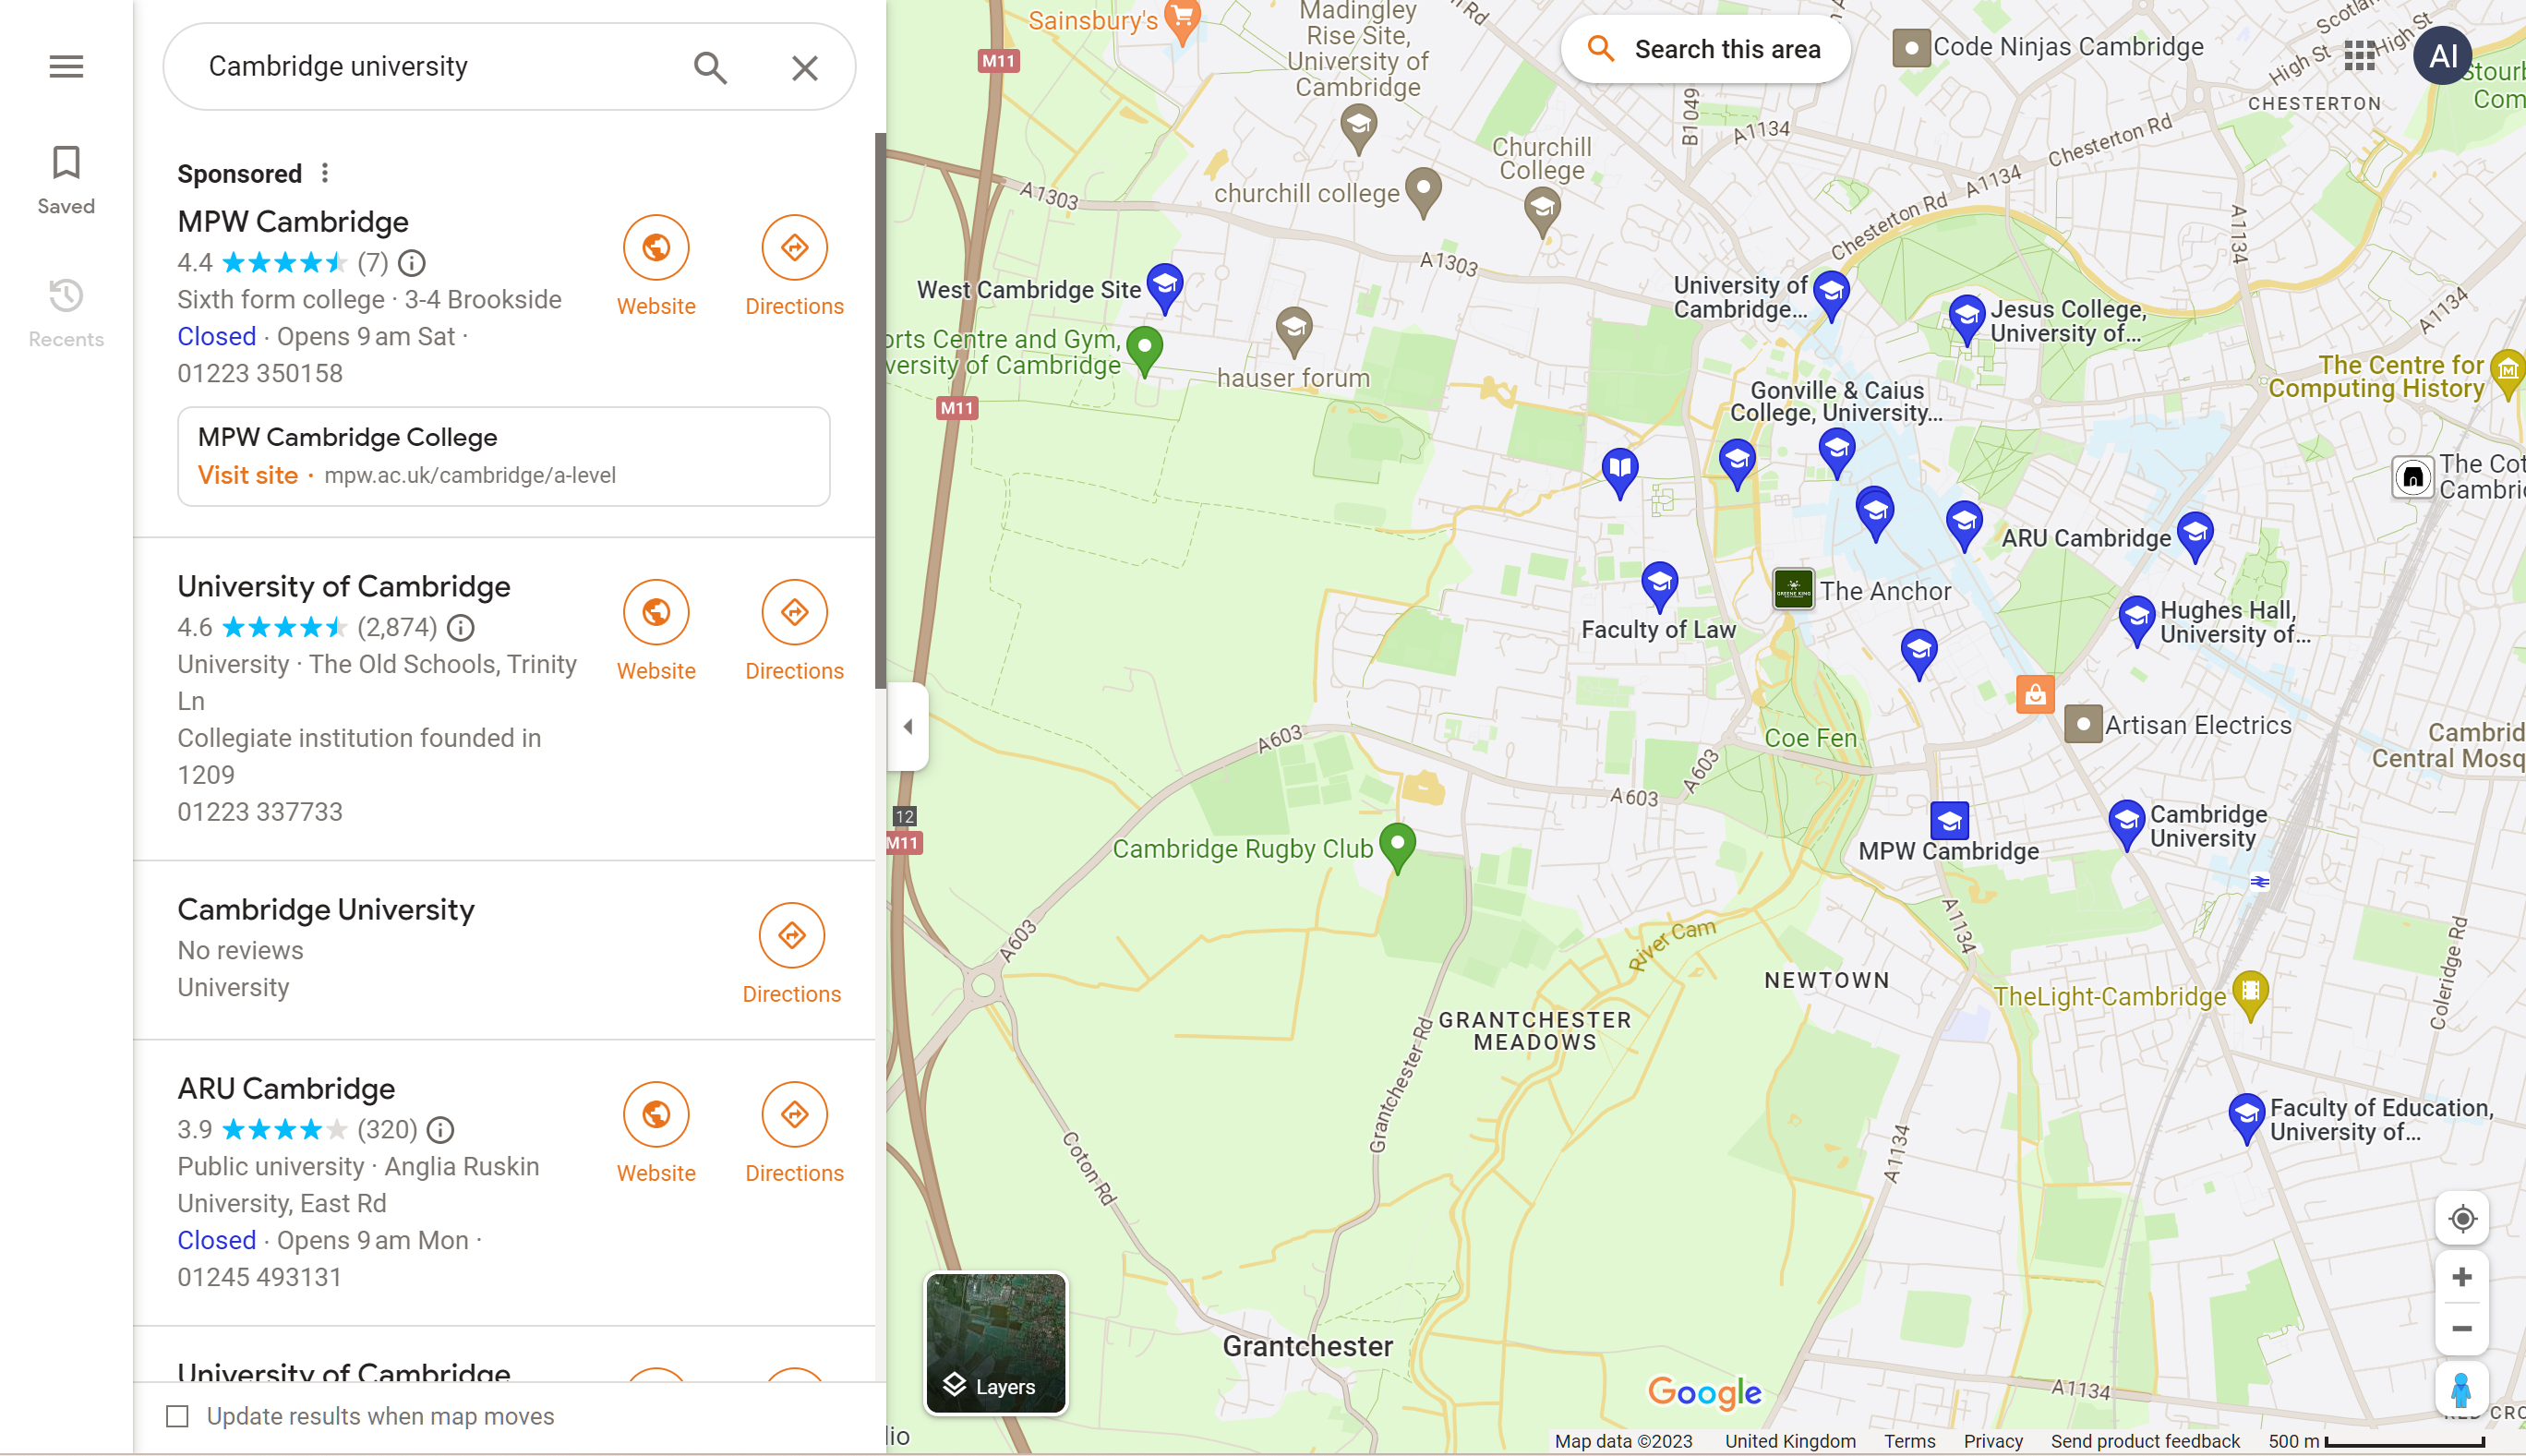 Cambridge university
Saved
Recents
Sponsored
MPW Cambridge
4.4 (7)
Sixth form college · 3-4 Brookside
Closed · Opens 9 am Sat ·
01223 350158
Website
Directions
MPW Cambridge College
Visit site · mpw.ac.uk/cambridge/a-level
University of Cambridge
4.6 (2,874)
University · The Old Schools, Trinity
Ln
Collegiate institution founded in
1209
01223 337733
Website
Directions
Cambridge University
No reviews
University
Directions
ARU Cambridge
3.9 (320)
Public university · Anglia Ruskin
University, East Rd
Closed · Opens 9 am Mon ·
01245 493131
Website
Directions
University of Cambridge
Update results when map moves
Sainsbury's
Madingley
Rise Site,
University of
Cambridge
Search this area
Code Ninjas Cambridge
High St
High St
AI
CHESTERTON
M11
B1049
A1134
Chesterton Rd
Churchill
College
churchill college
A1303
A1303
Chesterton Rd
A1134
A1134
West Cambridge Site
University of
Cambridge...
Jesus College,
University of...
orts Centre and Gym,
versity of Cambridge
hauser forum
A1134
The Centre for
Computing History
M11
Gonville & Caius
College, University...
The Cot
Cambri
ARU Cambridge
The Anchor
Faculty of Law
Hughes Hall,
University of...
Artisan Electrics
Coe Fen
A603
A603
A603
Cambrid
Central Mosq
12
M11
MPW Cambridge
Cambridge
University
Cambridge Rugby Club
A603
River Cam
A1134
NEWTOWN
Coleridge Rd
TheLight-Cambridge
GRANTCHESTER
MEADOWS
Grantchester Rd
Coton Rd
A1134
Faculty of Education,
University of...
Grantchester
Layers
Google
A1134
lio
Map data ©2023 United Kingdom Terms Privacy Send product feedback 500 m